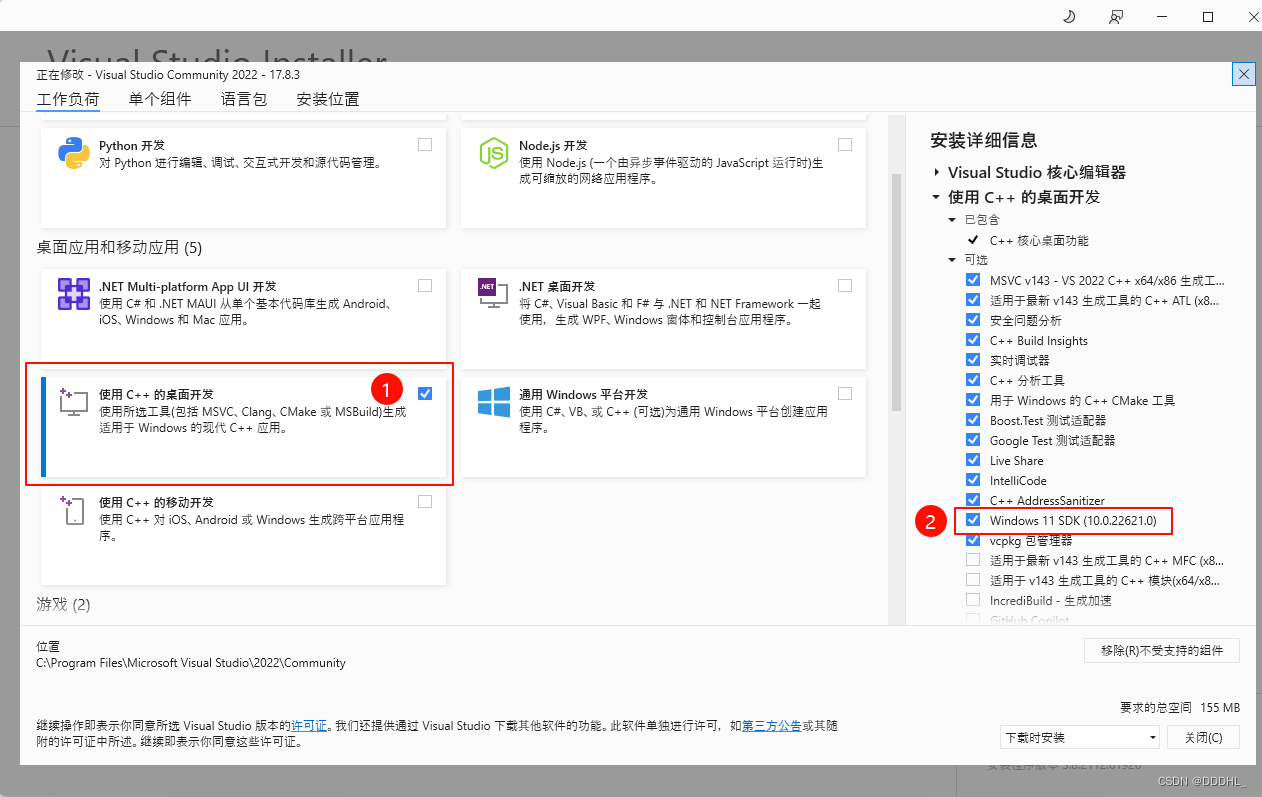 Visual Studio Installer
正在修改 - Visual Studio Community 2022 - 17.8.3
工作负荷 单个组件 语言包 安装位置
Python 开发
对 Python 进行编辑、调试、交互式开发和源代码管理。
Node.js 开发
使用 Node.js (一个由异步事件驱动的 JavaScript 运行时)生
成可缩放的网络应用程序。
桌面应用和移动应用 (5)
.NET Multi-platform App UI 开发
使用 C# 和 .NET MAUI 从单个基本代码库生成 Android、
iOS、Windows 和 Mac 应用。
.NET
.NET 桌面开发
将 C#、Visual Basic 和 F# 与 .NET 和 .NET Framework 一起
使用，生成 WPF、Windows 窗体和控制台应用程序。
使用 C++ 的桌面开发
使用所选工具(包括 MSVC、Clang、CMake 或 MSBuild)生成
适用于 Windows 的现代 C++ 应用。
1
通用 Windows 平台开发
使用 C#、VB、或 C++ (可选)为通用 Windows 平台创建应用
程序。
使用 C++ 的移动开发
使用 C++ 对 iOS、Android 或 Windows 生成跨平台应用程
序。
游戏 (2)
安装详细信息
Visual Studio 核心编辑器
使用 C++ 的桌面开发
已包含
C++ 核心桌面功能
可选
MSVC v143 - VS 2022 C++ x64/x86 生成工...
适用于最新 v143 生成工具的 C++ ATL (x8...
安全问题分析
C++ Build Insights
实时调试器
C++ 分析工具
用于 Windows 的 C++ CMake 工具
Boost.Test 测试适配器
Google Test 测试适配器
Live Share
IntelliCode
C++ AddressSanitizer
2
Windows 11 SDK (10.0.22621.0)
vcpkg 包管理器
适用于最新 v143 生成工具的 C++ MFC (x8...
适用于 v143 生成工具的 C++ 模块(x64/x8...
IncrediBuild - 生成加速
GitHub Copilot
位置
C:\Program Files\Microsoft Visual Studio\2022\Community
移除(R)不受支持的组件
要求的总空间 155 MB
继续操作即表示你同意所选 Visual Studio 版本的许可证。我们还提供通过 Visual Studio 下载其他软件的功能。此软件单独进行许可，如第三方公告或其随
附的许可证中所述。继续即表示你同意这些许可证。
下载时安装
关闭(C)
CSDN @DDDHL_